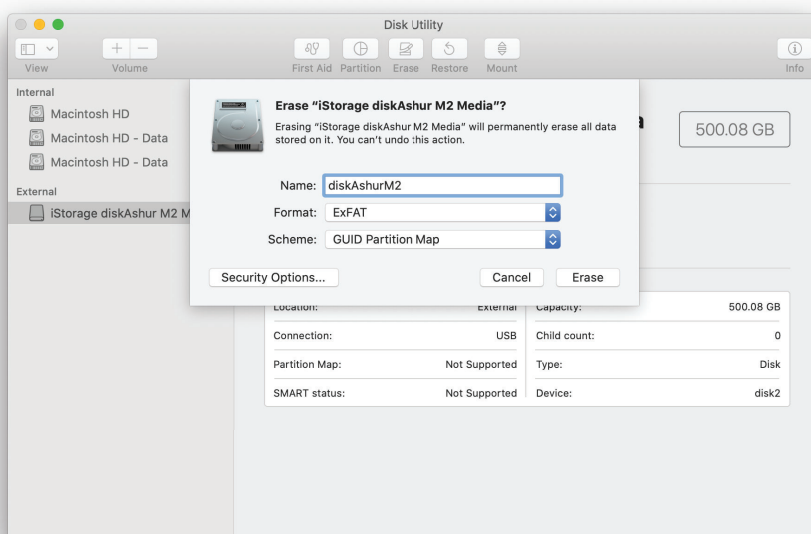 Disk Utility
View
Volume
First Aid
Partition
Erase
Restore
Mount
Info
Internal
Macintosh HD
Macintosh HD - Data
Macintosh HD - Data
External
iStorage diskAshur M2 M
Erase “iStorage diskAshur M2 Media”?
Erasing “iStorage diskAshur M2 Media” will permanently erase all data
stored on it. You can’t undo this action.
Name: diskAshurM2
Format: ExFAT
Scheme: GUID Partition Map
Security Options...
Cancel
Erase
a
500.08 GB
Location: External
Capacity: 500.08 GB
Connection: USB
Child count: 0
Partition Map: Not Supported
Type: Disk
SMART status: Not Supported
Device: disk2